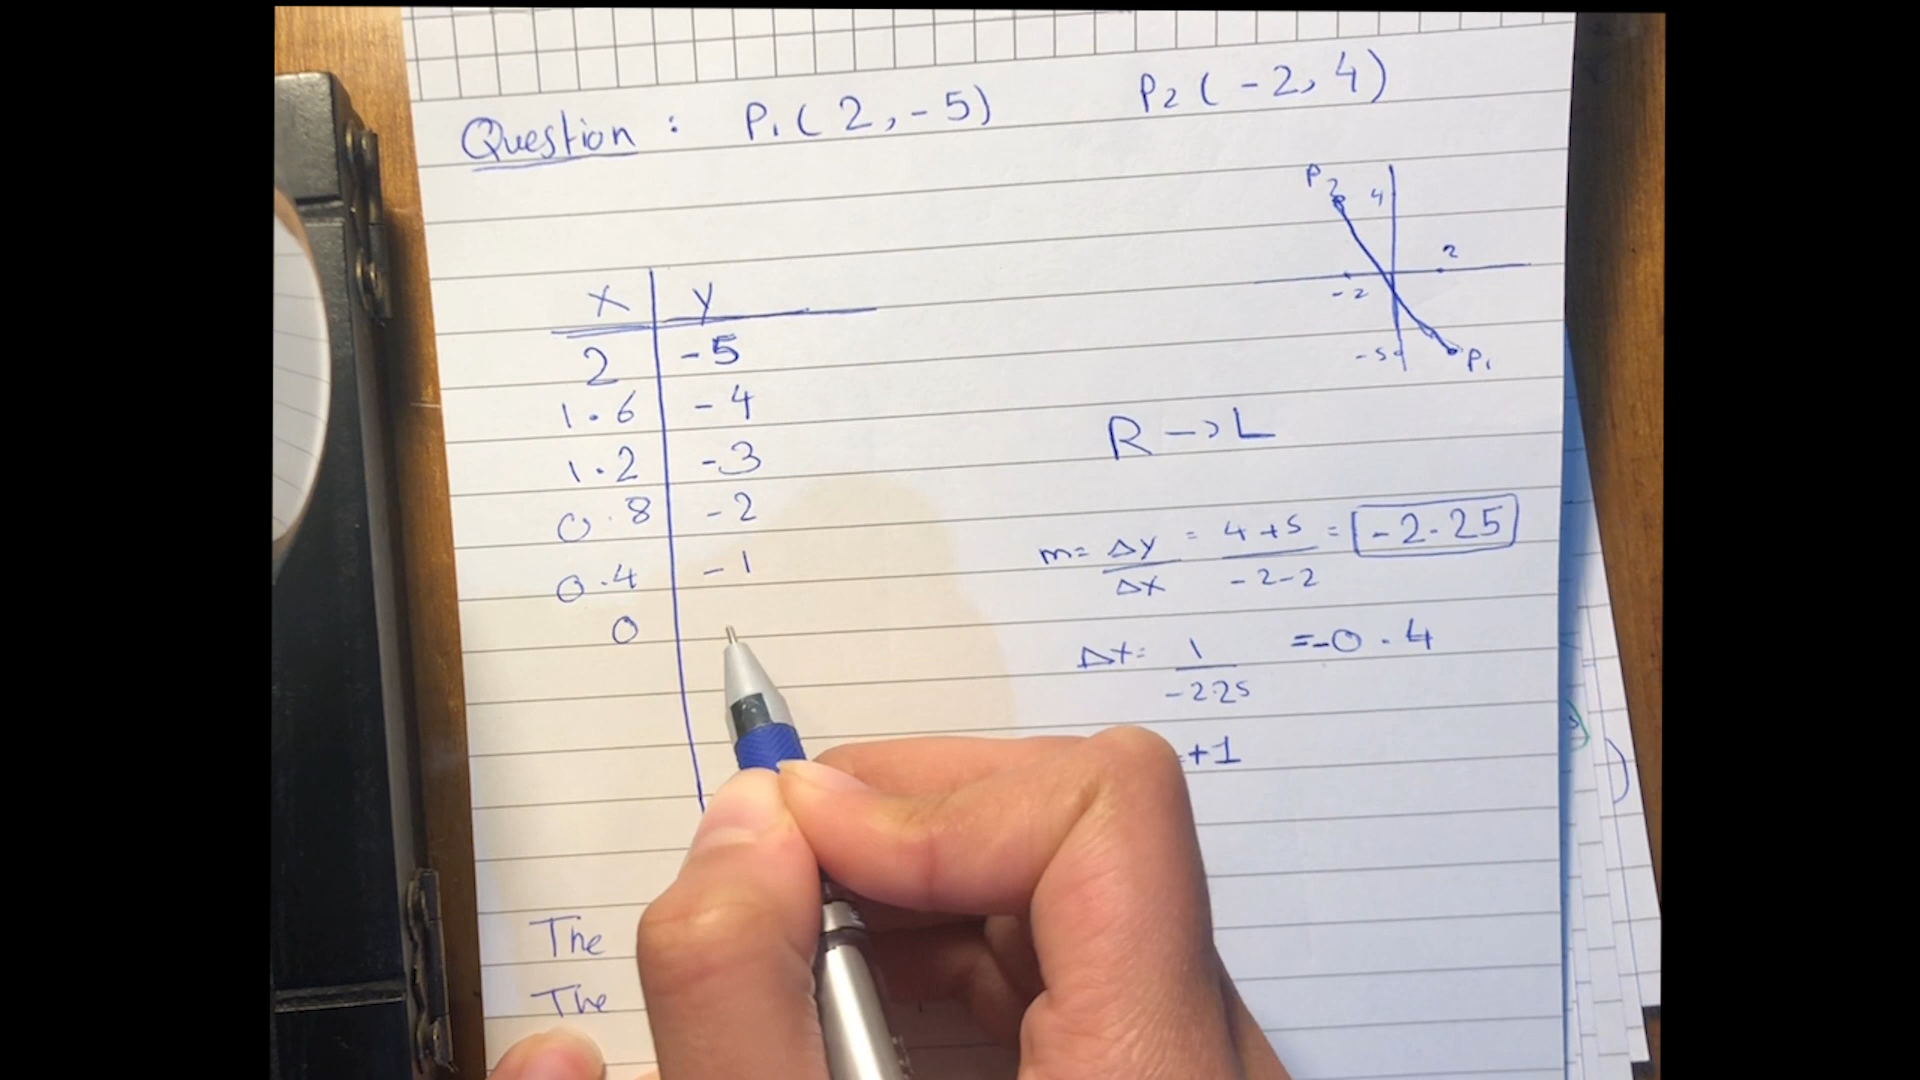 Question : P1 ( 2 , - 5 ) P2 ( - 2 , 4 )
P2 4
2
- 2
- 5 P1
x y
2 - 5
1.6 - 4
1.2 - 3
0.8 - 2
0.4 - 1
0
R → L
m = Δy / Δx = 4 + 5 / - 2 - 2 = - 2.25
Δx = 1 / - 2.25 = - 0.4
= + 1
The
The